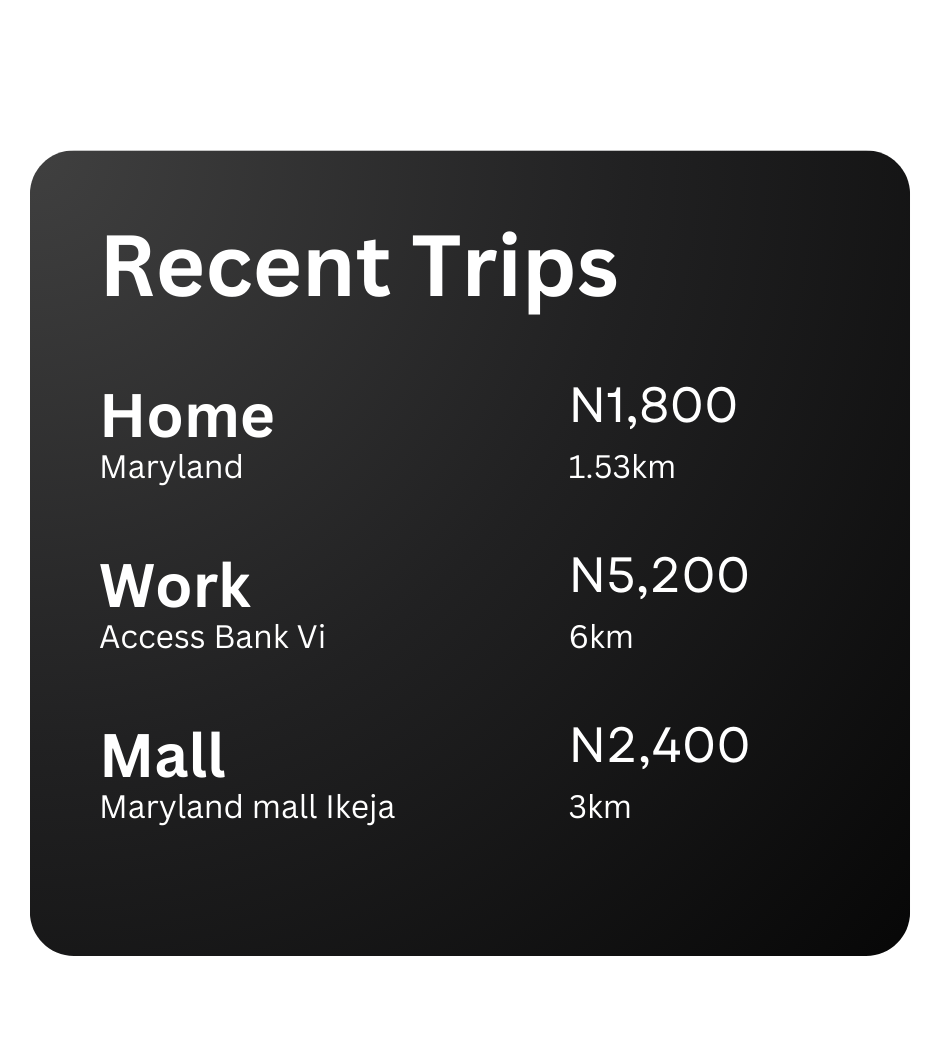 Recent Trips
Home
N1,800
Maryland
1.53km
Work
N5,200
Access Bank Vi
6km
Mall
N2,400
Maryland mall Ikeja
3km